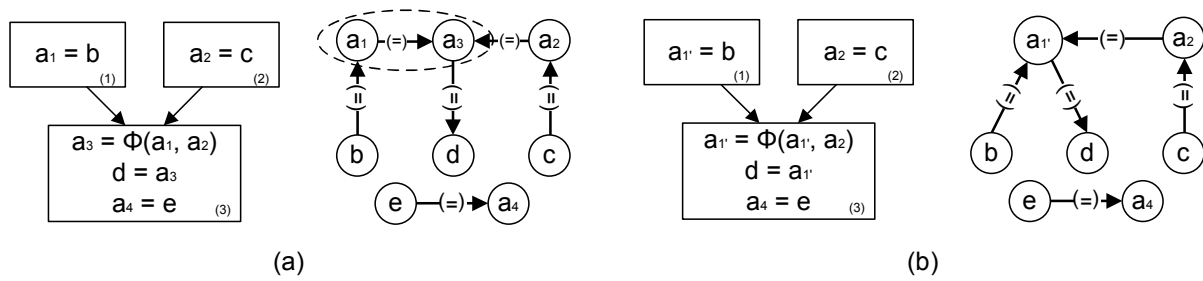 a₁ = b
(1)
a₂ = c
(2)
a₃ = Φ(a₁, a₂)
d = a₃
a₄ = e
(3)
a₁ (=) a₃ (=) a₂
(=) (=) (=)
b d c
e (=) a₄
(a)
a₁' = b
(1)
a₂ = c
(2)
a₁' = Φ(a₁', a₂)
d = a₁'
a₄ = e
(3)
a₁' (=) a₂
(=) (=) (=)
b d c
e (=) a₄
(b)